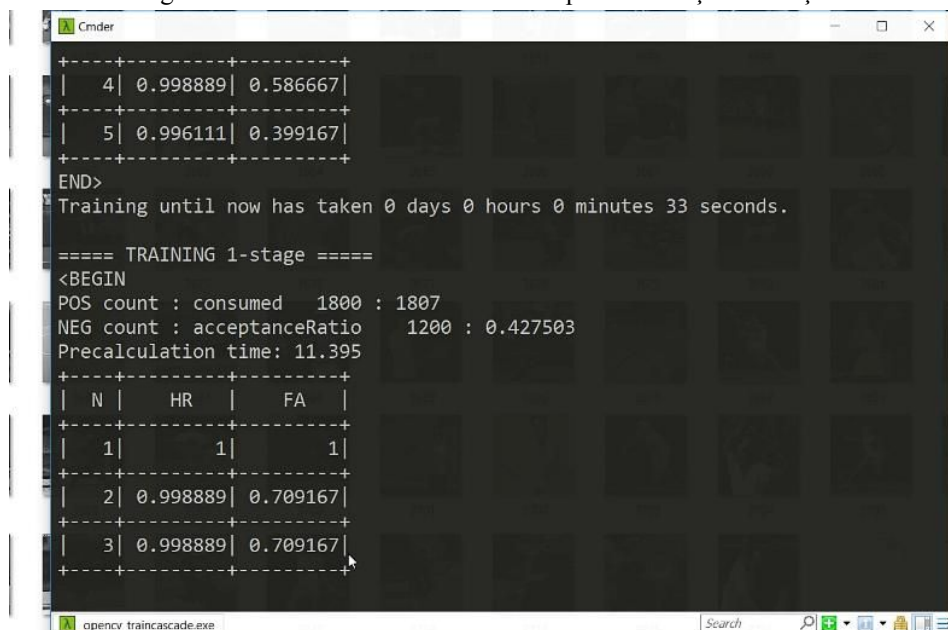 Cmder
+----+---------+---------+
|   4| 0.998889| 0.586667|
+----+---------+---------+
|   5| 0.996111| 0.399167|
+----+---------+---------+
END>
Training until now has taken 0 days 0 hours 0 minutes 33 seconds.
===== TRAINING 1-stage =====
<BEGIN
POS count : consumed   1800 : 1807
NEG count : acceptanceRatio    1200 : 0.427503
Precalculation time: 11.395
+----+---------+---------+
|  N |    HR   |    FA   |
+----+---------+---------+
|   1|        1|        1|
+----+---------+---------+
|   2| 0.998889| 0.709167|
+----+---------+---------+
|   3| 0.998889| 0.709167|
+----+---------+---------+
opencv_traincascade.exe
Search